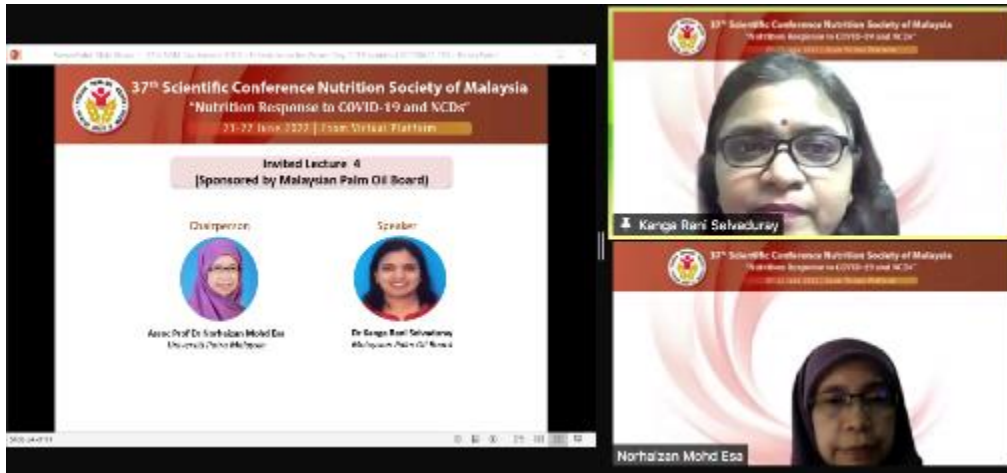 37th Scientific Conference Nutrition Society of Malaysia
"Nutrition Response to COVID-19 and NCDs"
21-22 June 2022 | Zoom Virtual Platform
Invited Lecture 4
(Sponsored by Malaysian Palm Oil Board)
Chairperson
Speaker
Assoc Prof Dr Norhaizan Mohd Esa
Universiti Putra Malaysia
Dr Kanga Rani Selvaduray
Malaysian Palm Oil Board
37th Scientific Conference Nutrition Society of Malaysia
"Nutrition Response to COVID-19 and NCDs"
Kanga Rani Selvaduray
37th Scientific Conference Nutrition Society of Malaysia
"Nutrition Response to COVID-19 and NCDs"
Norhaizan Mohd Esa